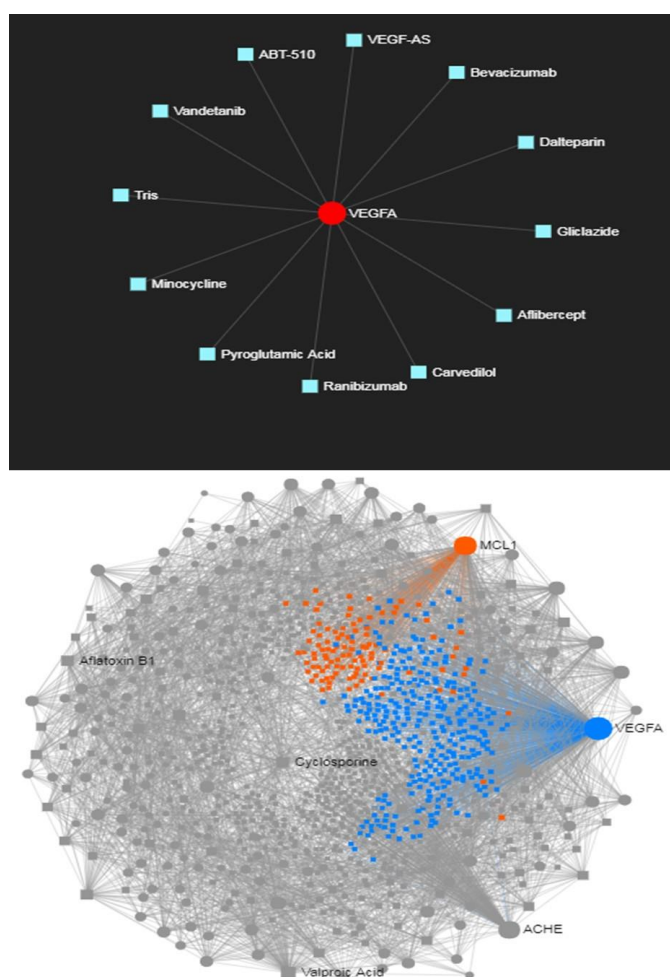 VEGF-AS
ABT-510
Bevacizumab
Vandetanib
Dalteparin
Tris
VEGFA
Gliclazide
Minocycline
Aflibercept
Pyroglutamic Acid
Carvedilol
Ranibizumab
MCL1
Aflatoxin B1
VEGFA
Cyclosporine
ACHE
Valproic Acid